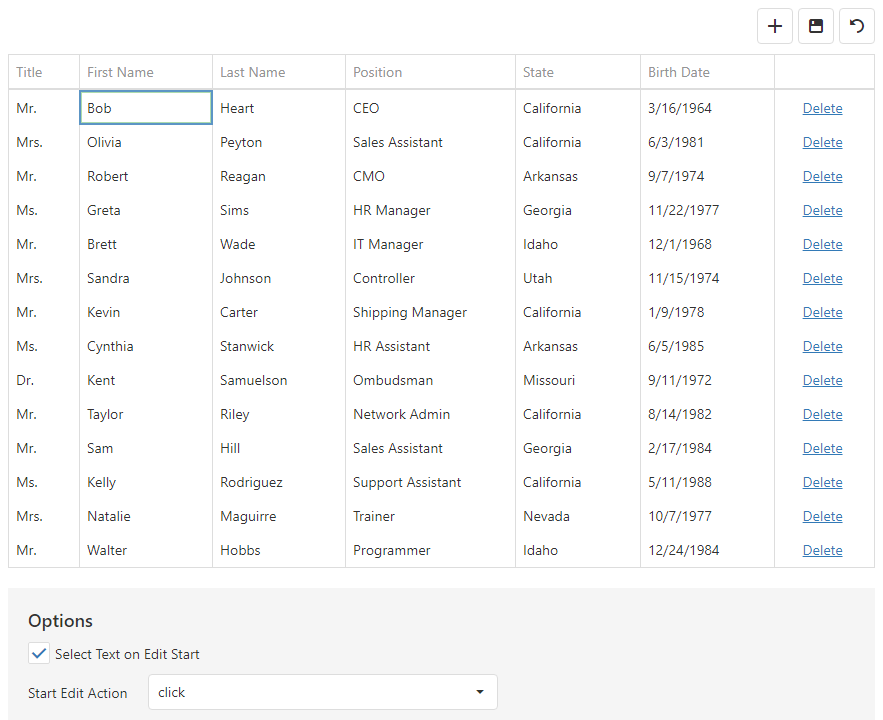 Title First Name Last Name Position State Birth Date
Mr. Bob Heart CEO California 3/16/1964 Delete
Mrs. Olivia Peyton Sales Assistant California 6/3/1981 Delete
Mr. Robert Reagan CMO Arkansas 9/7/1974 Delete
Ms. Greta Sims HR Manager Georgia 11/22/1977 Delete
Mr. Brett Wade IT Manager Idaho 12/1/1968 Delete
Mrs. Sandra Johnson Controller Utah 11/15/1974 Delete
Mr. Kevin Carter Shipping Manager California 1/9/1978 Delete
Ms. Cynthia Stanwick HR Assistant Arkansas 6/5/1985 Delete
Dr. Kent Samuelson Ombudsman Missouri 9/11/1972 Delete
Mr. Taylor Riley Network Admin California 8/14/1982 Delete
Mr. Sam Hill Sales Assistant Georgia 2/17/1984 Delete
Ms. Kelly Rodriguez Support Assistant California 5/11/1988 Delete
Mrs. Natalie Maguirre Trainer Nevada 10/7/1977 Delete
Mr. Walter Hobbs Programmer Idaho 12/24/1984 Delete
Options
Select Text on Edit Start
Start Edit Action click